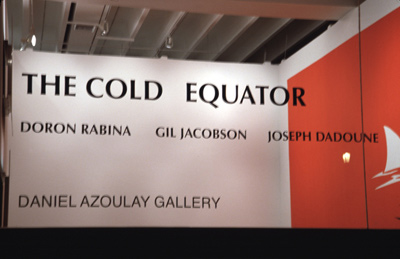 THE COLD EQUATOR
DORON RABINA GIL JACOBSON JOSEPH DADOUNE
DANIEL AZOULAY GALLERY